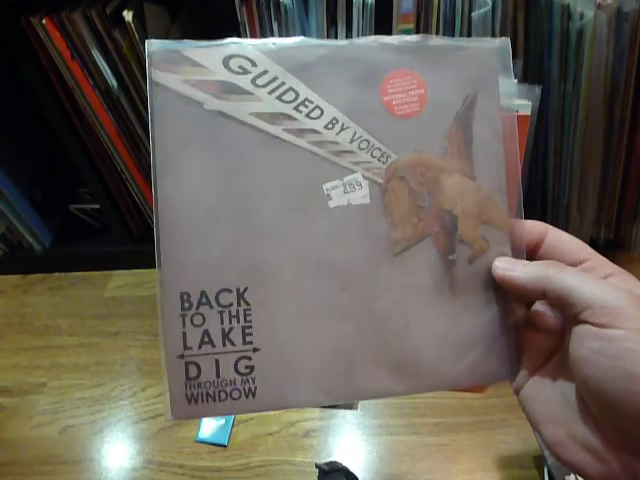 GUIDED BY VOICES
BACK
TO THE
LAKE
DIG
THROUGH MY
WINDOW